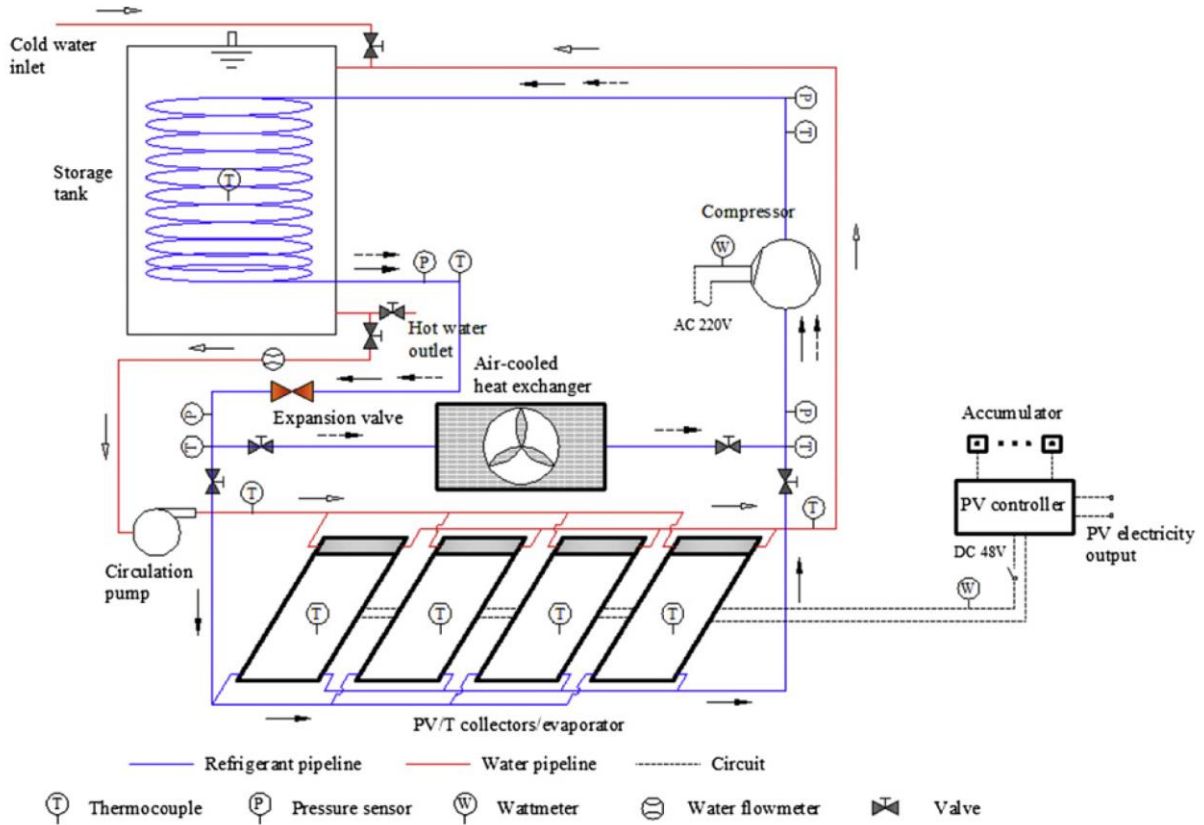 Cold water
inlet
Storage
tank
T
P
T
P
T
Compressor
W
AC 220V
Hot water
outlet
Air-cooled
heat exchanger
Expansion valve
P
T
P
T
Accumulator
PV controller
PV electricity
output
DC 48V
W
T
T
Circulation
pump
T
T
T
T
PV/T collectors/evaporator
Refrigerant pipeline
Water pipeline
Circuit
T Thermocouple
P Pressure sensor
W Wattmeter
Water flowmeter
Valve